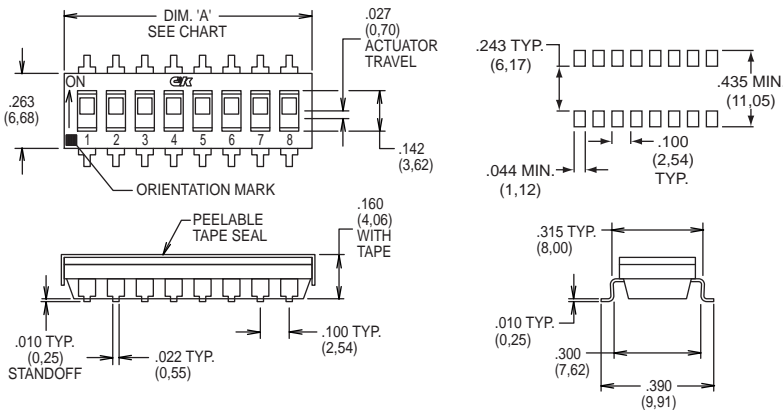 DIM. 'A'
SEE CHART
.027
(0,70)
ACTUATOR
TRAVEL
ON
CK
.263
(6,68)
1 2 3 4 5 6 7 8
.142
(3,62)
ORIENTATION MARK
.243 TYP.
(6,17)
.435 MIN
(11,05)
.100
(2,54)
TYP.
.044 MIN.
(1,12)
PEELABLE
TAPE SEAL
.160
(4,06)
WITH
TAPE
.010 TYP.
(0,25)
STANDOFF
.022 TYP.
(0,55)
.100 TYP.
(2,54)
.315 TYP.
(8,00)
.010 TYP.
(0,25)
.300
(7,62)
.390
(9,91)